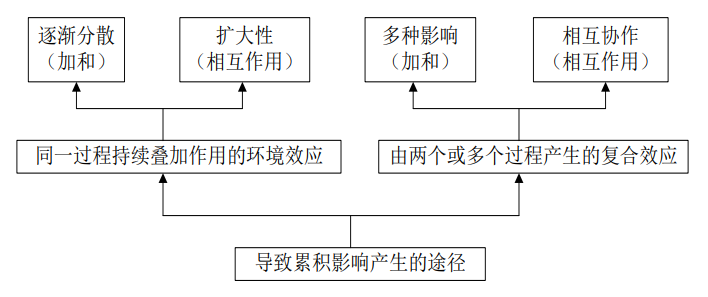 逐渐分散
（加和）
扩大性
（相互作用）
多种影响
（加和）
相互协作
（相互作用）
同一过程持续叠加作用的环境效应
由两个或多个过程产生的复合效应
导致累积影响产生的途径